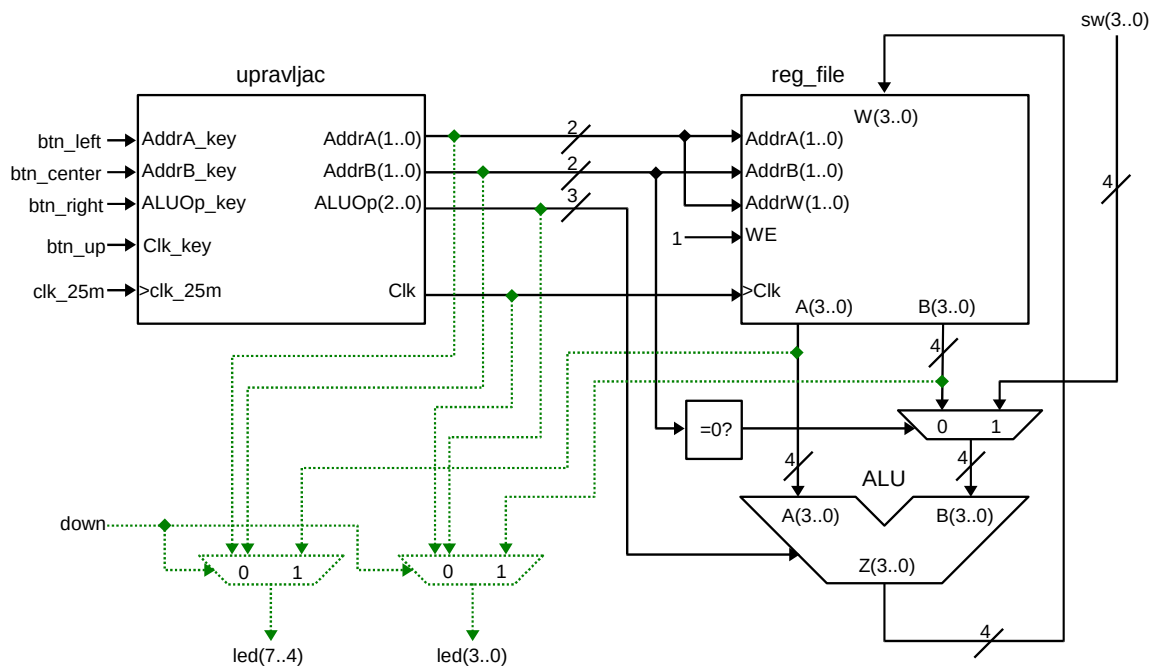 sw(3..0)
upravljac
reg_file
W(3..0)
btn_left
AddrA_key
AddrA(1..0)
2
AddrA(1..0)
btn_center
AddrB_key
AddrB(1..0)
2
AddrB(1..0)
4
btn_right
ALUOp_key
ALUOp(2..0)
3
AddrW(1..0)
btn_up
Clk_key
1
WE
clk_25m
>clk_25m
Clk
>Clk
A(3..0)
B(3..0)
4
=0?
0
1
4
ALU
4
A(3..0)
B(3..0)
down
Z(3..0)
0
1
0
1
4
led(7..4)
led(3..0)